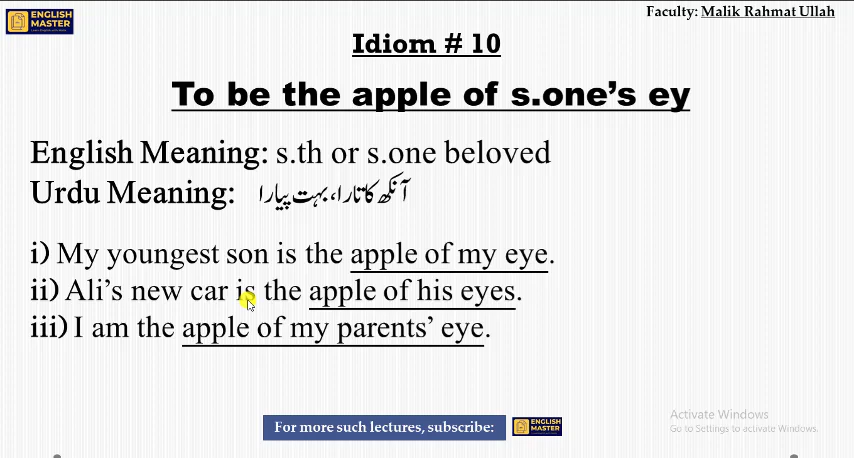 ENGLISH
MASTER
Faculty: Malik Rahmat Ullah
Idiom # 10
To be the apple of s.one’s ey
English Meaning: s.th or s.one beloved
Urdu Meaning: آنکھ کا تارا، بہت پیارا
i) My youngest son is the apple of my eye.
ii) Ali’s new car is the apple of his eyes.
iii) I am the apple of my parents’ eye.
For more such lectures, subscribe:
ENGLISH
MASTER
Activate Windows
Go to Settings to activate Windows.